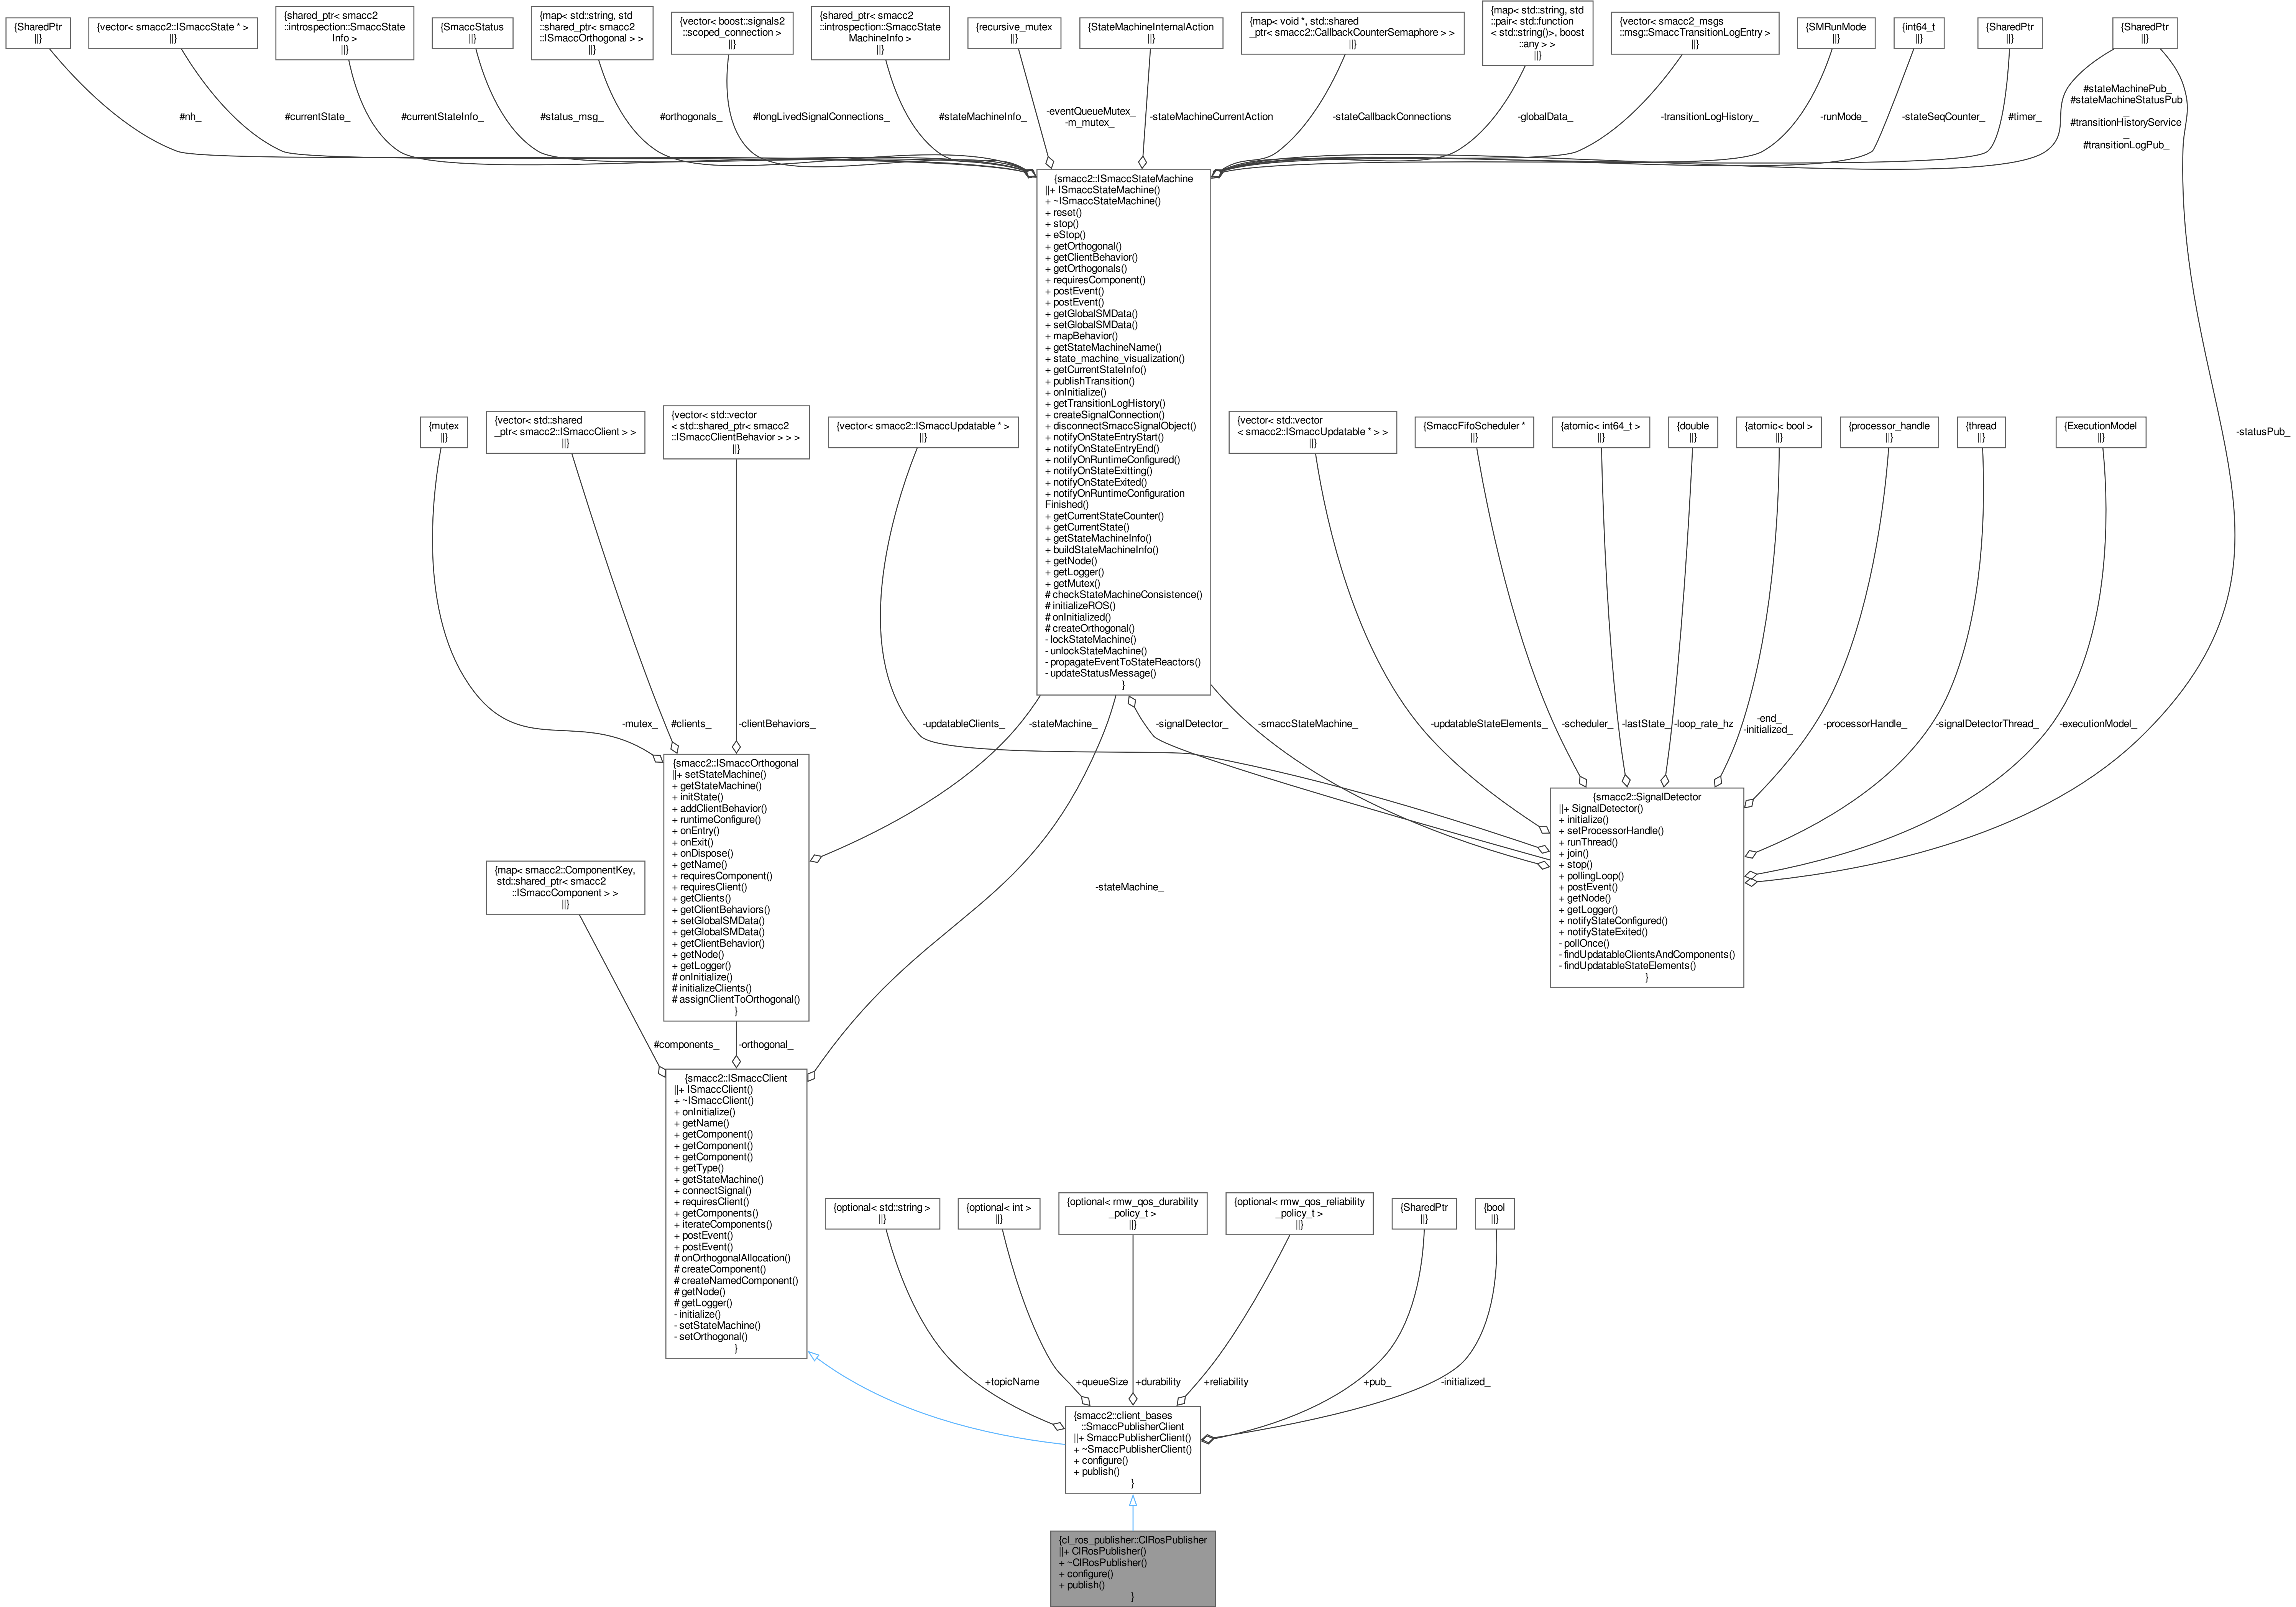 {SharedPtr
||}
{vector< smacc2::ISmaccState * >
||}
{shared_ptr< smacc2
::introspection::SmaccState
Info >
||}
{SmaccStatus
||}
{map< std::string, std
::shared_ptr< smacc2
::ISmaccOrthogonal > >
||}
{vector< boost::signals2
::scoped_connection >
||}
{shared_ptr< smacc2
::introspection::SmaccState
MachineInfo >
||}
{recursive_mutex
||}
{StateMachineInternalAction
||}
{map< void *, std::shared
_ptr< smacc2::CallbackCounterSemaphore > >
||}
{map< std::string, std
::pair< std::function
< std::string()>, boost
::any > >
||}
{vector< smacc2_msgs
::msg::SmaccTransitionLogEntry >
||}
{SMRunMode
||}
{int64_t
||}
{SharedPtr
||}
{SharedPtr
||}
#nh_
#currentState_
#currentStateInfo_
#status_msg_
#orthogonals_
#longLivedSignalConnections_
#stateMachineInfo_
-eventQueueMutex_
-m_mutex_
-stateMachineCurrentAction
-stateCallbackConnections
-globalData_
-transitionLogHistory_
-runMode_
-stateSeqCounter_
#timer_
#stateMachinePub_
#stateMachineStatusPub
_
#transitionHistoryService
_
#transitionLogPub_
{smacc2::ISmaccStateMachine
||+ ISmaccStateMachine()
+ ~ISmaccStateMachine()
+ reset()
+ stop()
+ eStop()
+ getOrthogonal()
+ getClientBehavior()
+ getOrthogonals()
+ requiresComponent()
+ postEvent()
+ postEvent()
+ getGlobalSMData()
+ setGlobalSMData()
+ mapBehavior()
+ getStateMachineName()
+ state_machine_visualization()
+ getCurrentStateInfo()
+ publishTransition()
+ onInitialize()
+ getTransitionLogHistory()
+ createSignalConnection()
+ disconnectSmaccSignalObject()
+ notifyOnStateEntryStart()
+ notifyOnStateEntryEnd()
+ notifyOnRuntimeConfigured()
+ notifyOnStateExitting()
+ notifyOnStateExited()
+ notifyOnRuntimeConfiguration
Finished()
+ getCurrentStateCounter()
+ getCurrentState()
+ getStateMachineInfo()
+ buildStateMachineInfo()
+ getNode()
+ getLogger()
+ getMutex()
# checkStateMachineConsistence()
# initializeROS()
# onInitialized()
# createOrthogonal()
- lockStateMachine()
- unlockStateMachine()
- propagateEventToStateReactors()
- updateStatusMessage()
}
{mutex
||}
{vector< std::shared
_ptr< smacc2::ISmaccClient > >
||}
{vector< std::vector
< std::shared_ptr< smacc2
::ISmaccClientBehavior > > >
||}
{vector< smacc2::ISmaccUpdatable * >
||}
{vector< std::vector
< smacc2::ISmaccUpdatable * > >
||}
{SmaccFifoScheduler *
||}
{atomic< int64_t >
||}
{double
||}
{atomic< bool >
||}
{processor_handle
||}
{thread
||}
{ExecutionModel
||}
-statusPub_
-mutex_
#clients_
-clientBehaviors_
-updatableClients_
-stateMachine_
-signalDetector_
-smaccStateMachine_
-updatableStateElements_
-scheduler_
-lastState_
-loop_rate_hz
-end_
-initialized_
-processorHandle_
-signalDetectorThread_
-executionModel_
{smacc2::ISmaccOrthogonal
||+ setStateMachine()
+ getStateMachine()
+ initState()
+ addClientBehavior()
+ runtimeConfigure()
+ onEntry()
+ onExit()
+ onDispose()
+ getName()
+ requiresComponent()
+ requiresClient()
+ getClients()
+ getClientBehaviors()
+ setGlobalSMData()
+ getGlobalSMData()
+ getClientBehavior()
+ getNode()
+ getLogger()
# onInitialize()
# initializeClients()
# assignClientToOrthogonal()
}
{smacc2::SignalDetector
||+ SignalDetector()
+ initialize()
+ setProcessorHandle()
+ runThread()
+ join()
+ stop()
+ pollingLoop()
+ postEvent()
+ getNode()
+ getLogger()
+ notifyStateConfigured()
+ notifyStateExited()
- pollOnce()
- findUpdatableClientsAndComponents()
- findUpdatableStateElements()
}
{map< smacc2::ComponentKey,
std::shared_ptr< smacc2
::ISmaccComponent > >
||}
-stateMachine_
#components_
-orthogonal_
{smacc2::ISmaccClient
||+ ISmaccClient()
+ ~ISmaccClient()
+ onInitialize()
+ getName()
+ getComponent()
+ getComponent()
+ getComponent()
+ getType()
+ getStateMachine()
+ connectSignal()
+ requiresClient()
+ getComponents()
+ iterateComponents()
+ postEvent()
+ postEvent()
# onOrthogonalAllocation()
# createComponent()
# createNamedComponent()
# getNode()
# getLogger()
- initialize()
- setStateMachine()
- setOrthogonal()
}
{optional< std::string >
||}
{optional< int >
||}
{optional< rmw_qos_durability
_policy_t >
||}
{optional< rmw_qos_reliability
_policy_t >
||}
{SharedPtr
||}
{bool
||}
+topicName
+queueSize
+durability
+reliability
+pub_
-initialized_
{smacc2::client_bases
::SmaccPublisherClient
||+ SmaccPublisherClient()
+ ~SmaccPublisherClient()
+ configure()
+ publish()
}
{cl_ros_publisher::ClRosPublisher
||+ ClRosPublisher()
+ ~ClRosPublisher()
+ configure()
+ publish()
}